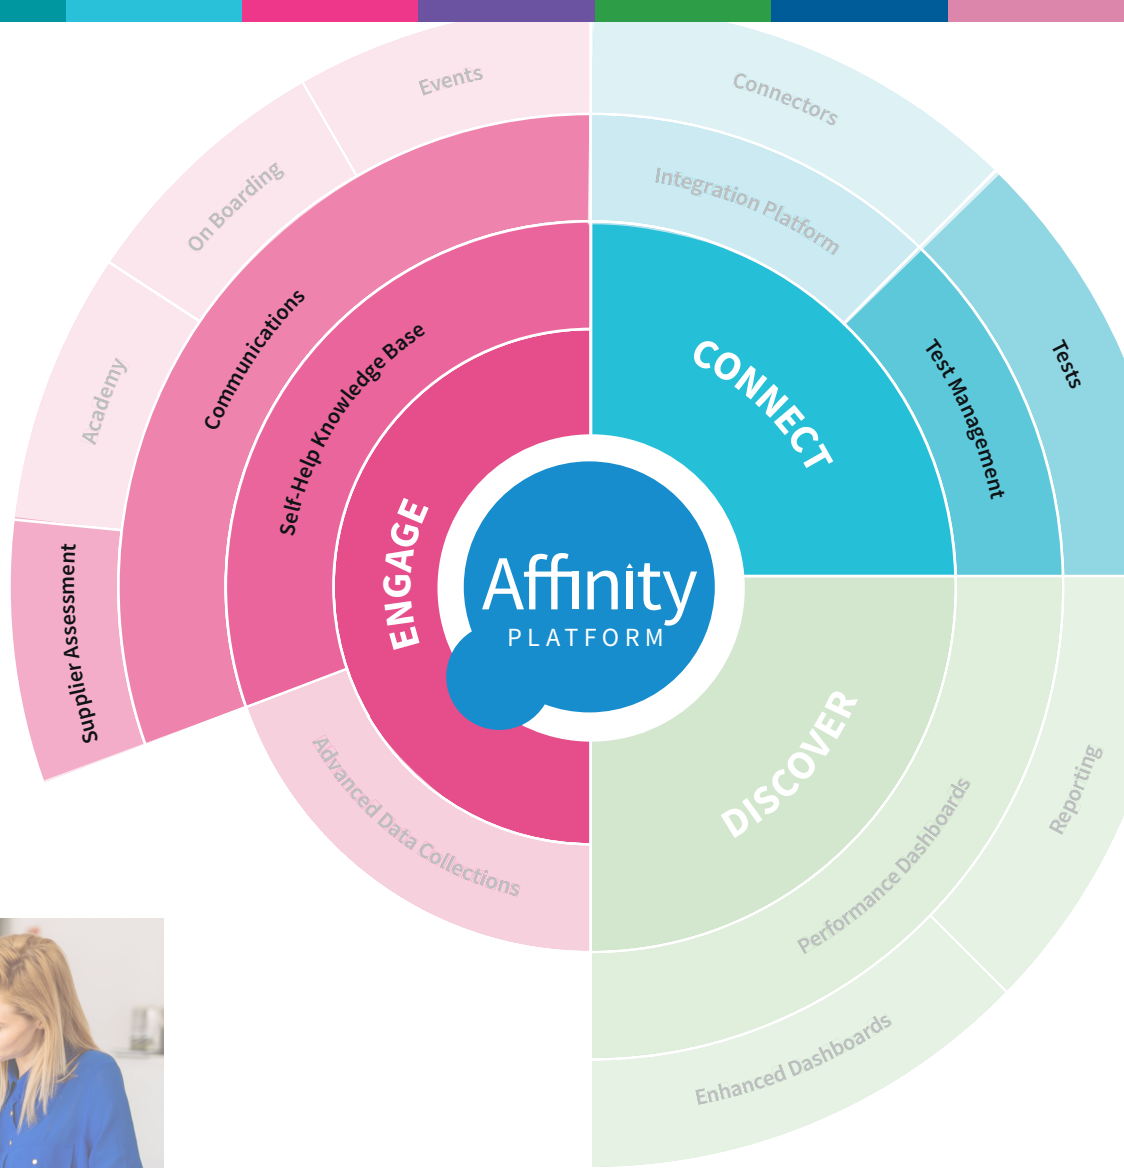 Events
Connectors
On Boarding
Integration Platform
Communications
Self-Help Knowledge Base
CONNECT
Test Management
Tests
Academy
ENGAGE
Supplier Assessment
Affinity
PLATFORM
DISCOVER
Advanced Data Collections
Performance Dashboards
Reporting
Enhanced Dashboards